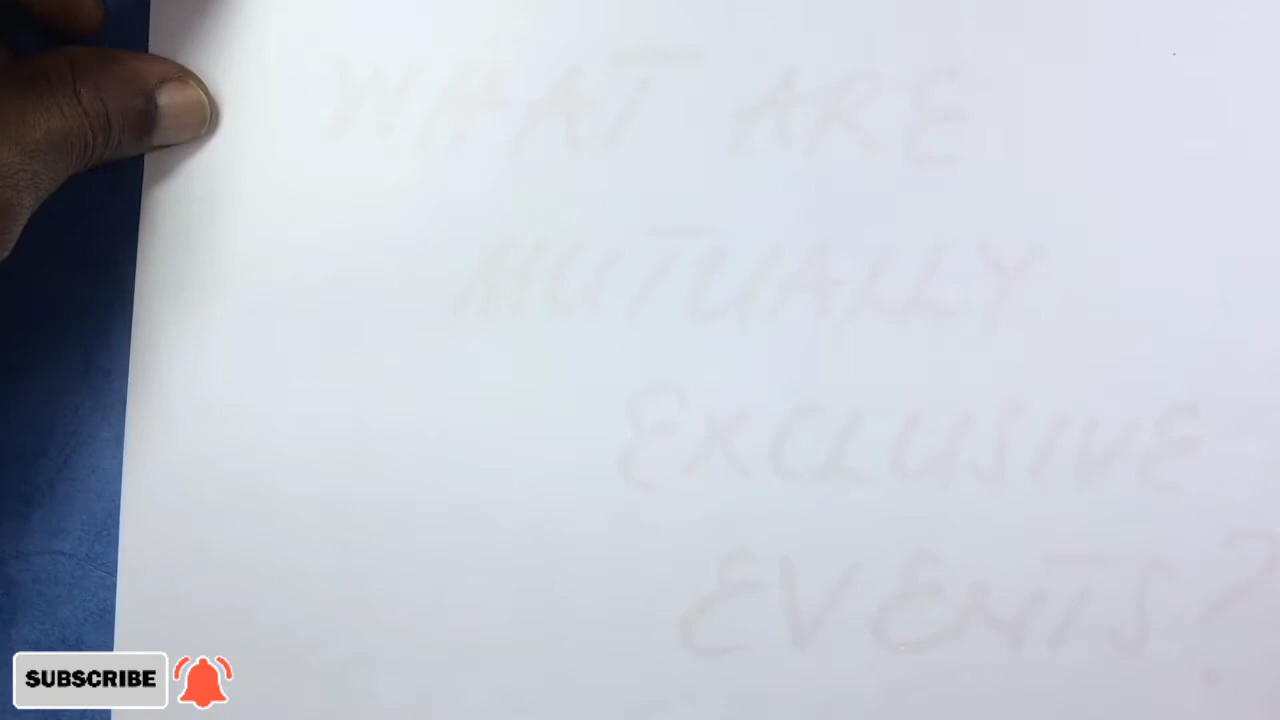 WHAT ARE
MUTUALLY
EXCLUSIVE
EVENTS?
SUBSCRIBE